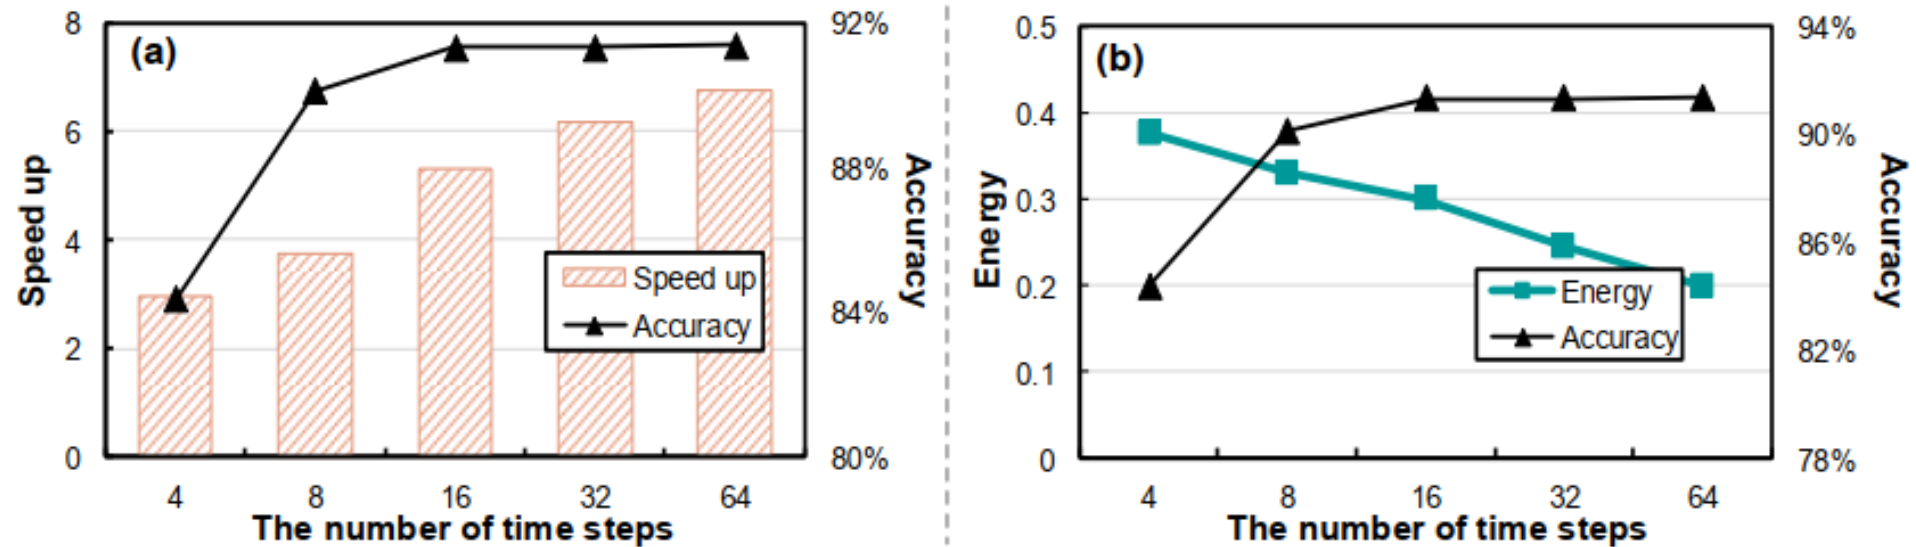 (a)
8
6
4
2
0
Speed up
92%
88%
84%
80%
Accuracy
Speed up
Accuracy
4 8 16 32 64
The number of time steps
(b)
0.5
0.4
0.3
0.2
0.1
0
Energy
94%
90%
86%
82%
78%
Accuracy
Energy
Accuracy
4 8 16 32 64
The number of time steps